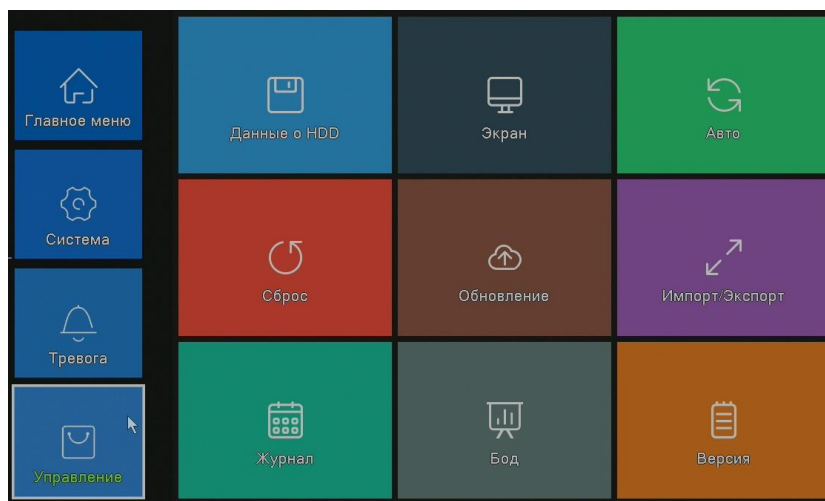 Главное меню
Система
Тревога
Управление
Данные о HDD
Экран
Авто
Сброс
Обновление
Импорт/Экспорт
Журнал
Бод
Версия